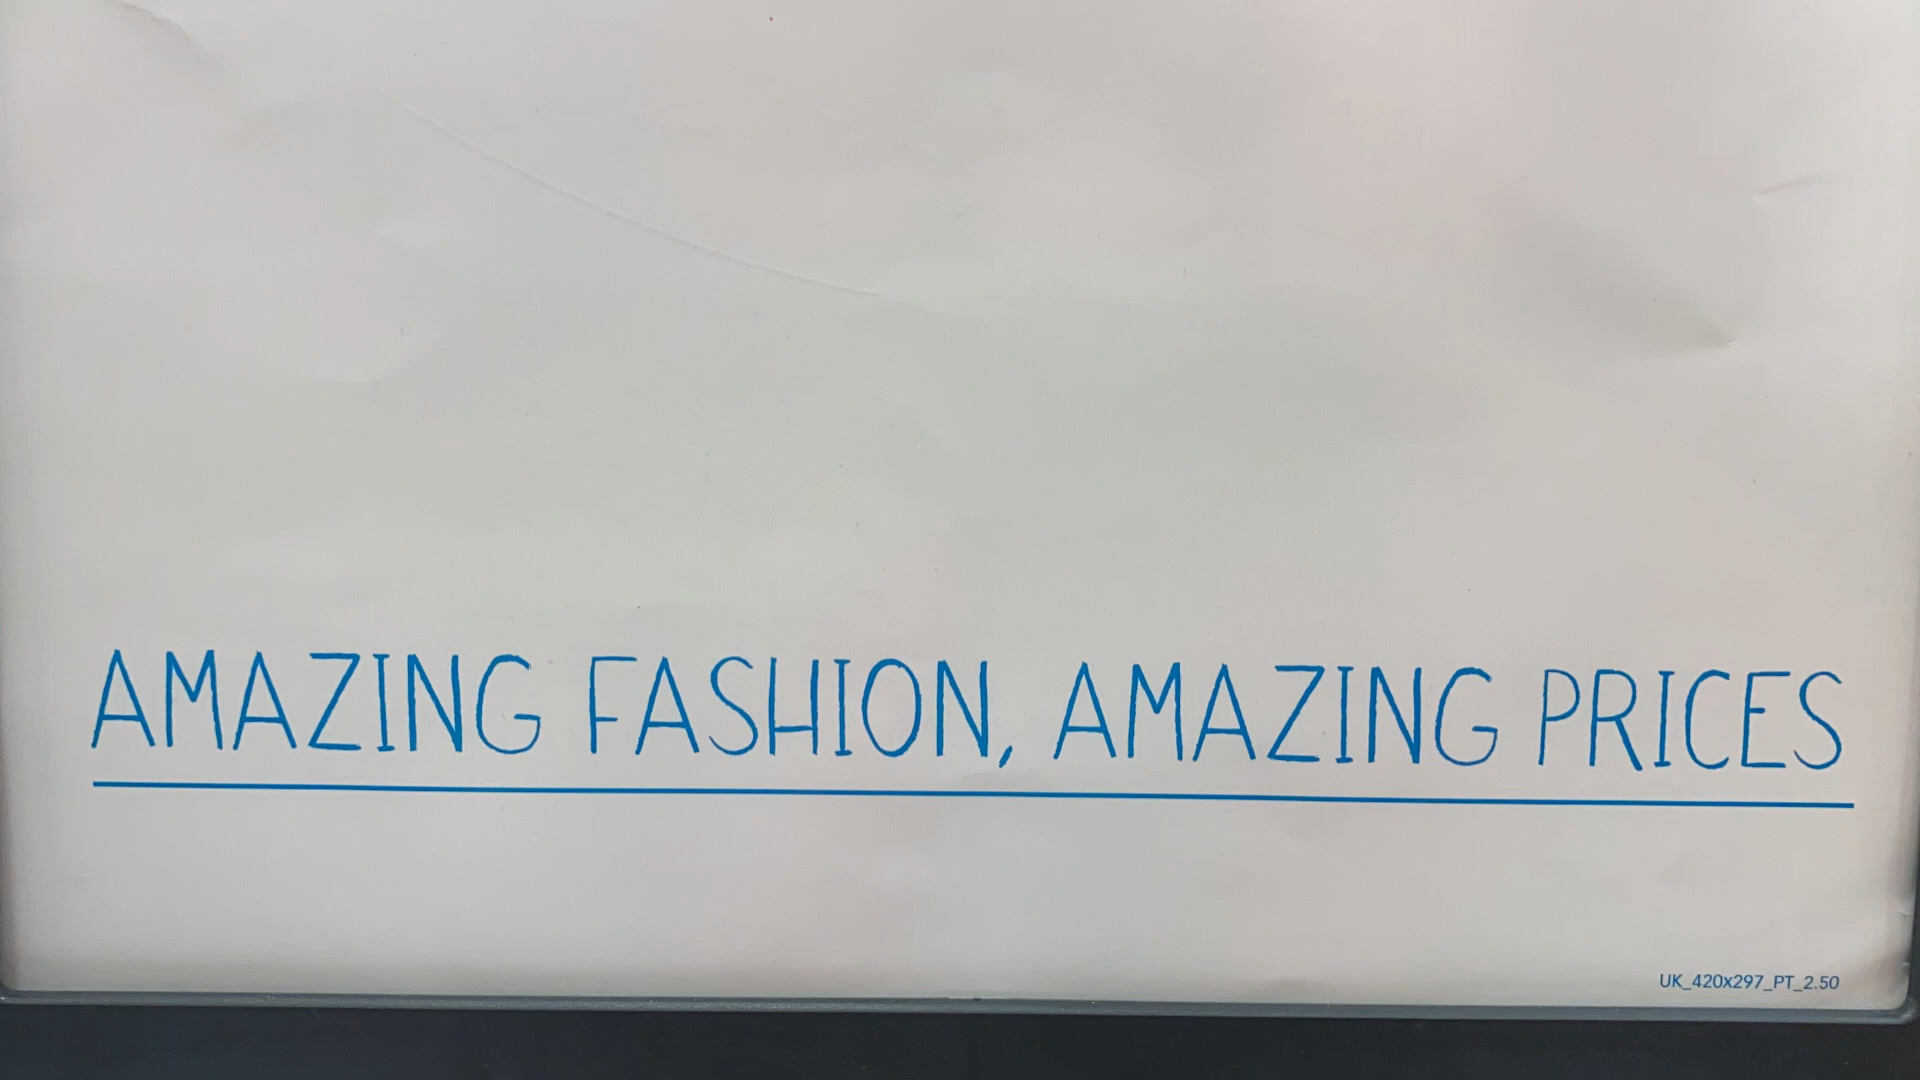 AMAZING FASHION, AMAZING PRICES
UK_420x297_PT_2.50